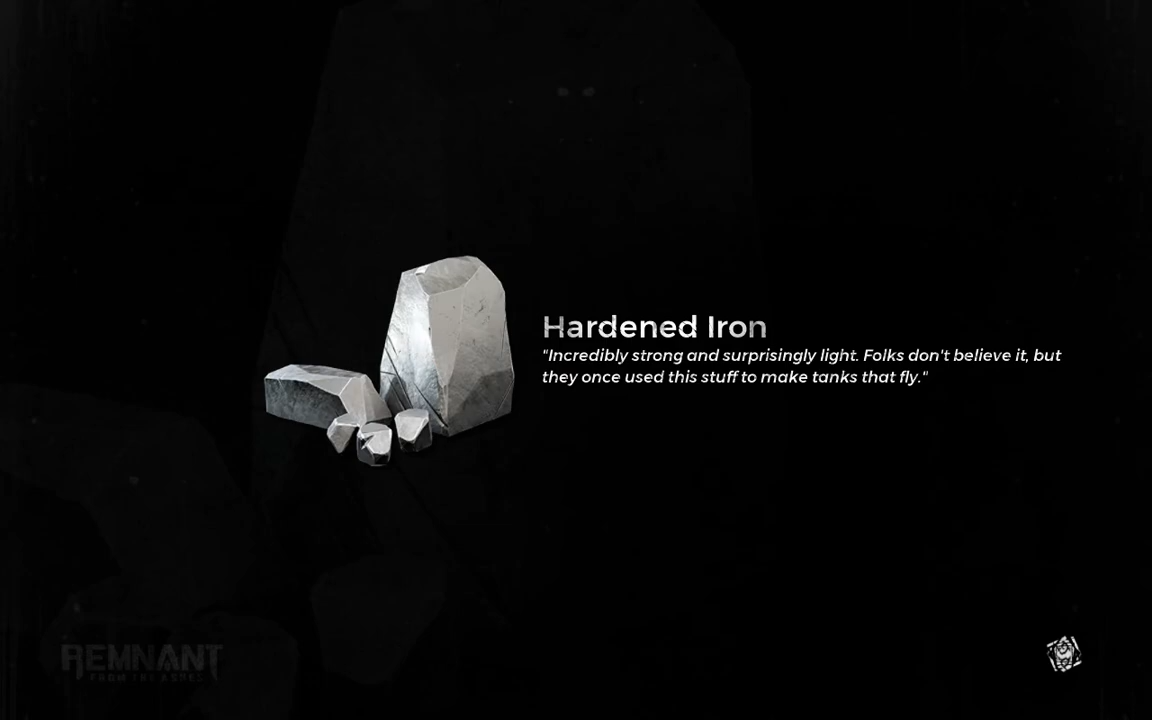 Hardened Iron
"Incredibly strong and surprisingly light. Folks don't believe it, but
they once used this stuff to make tanks that fly."
REMNANT
FROM THE ASHES